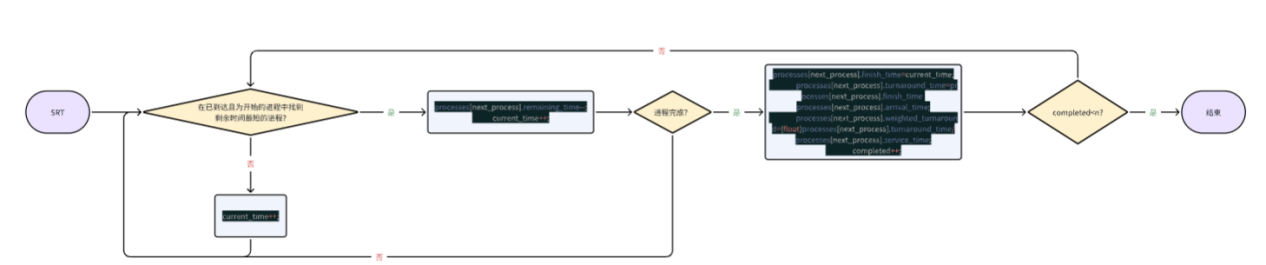 否
SRT
在已到达且为开始的进程中找到
剩余时间最短的进程?
是
processes[next_process].remaining_time--;
current_time++;
进程完成?
是
processes[next_process].finish_time=current_time;
processes[next_process].turnaround_time=pr
ocesses[next_process].finish_time
processes[next_process].arrival_time;
processes[next_process].weighted_turnaroun
d=(float)processes[next_process].turnaround_time/
processes[next_process].service_time;
completed++;
completed<n?
是
结束
否
current_time++;
否